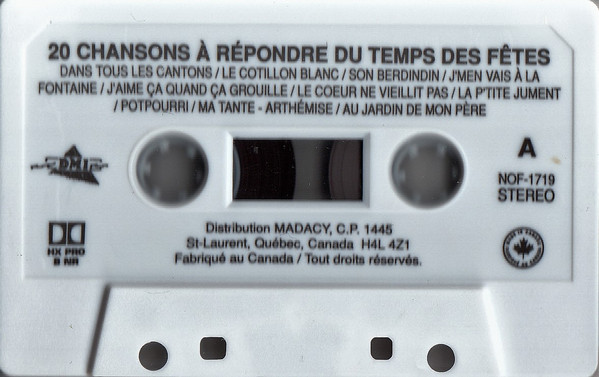 20 CHANSONS À RÉPONDRE DU TEMPS DES FÊTES
DANS TOUS LES CANTONS / LE COTILLON BLANC / SON BERDINDIN / J'MEN VAIS À LA
FONTAINE / J'AIME ÇA QUAND ÇA GROUILLE / LE COEUR NE VIEILLIT PAS / LA P'TITE JUMENT
/ POTPOURRI / MA TANTE - ARTHÉMISE / AU JARDIN DE MON PÈRE
A
NOF-1719
STEREO
Distribution MADACY, C.P. 1445
St-Laurent, Québec, Canada H4L 4Z1
Fabriqué au Canada / Tout droits réservés.
HX PRO
B NR